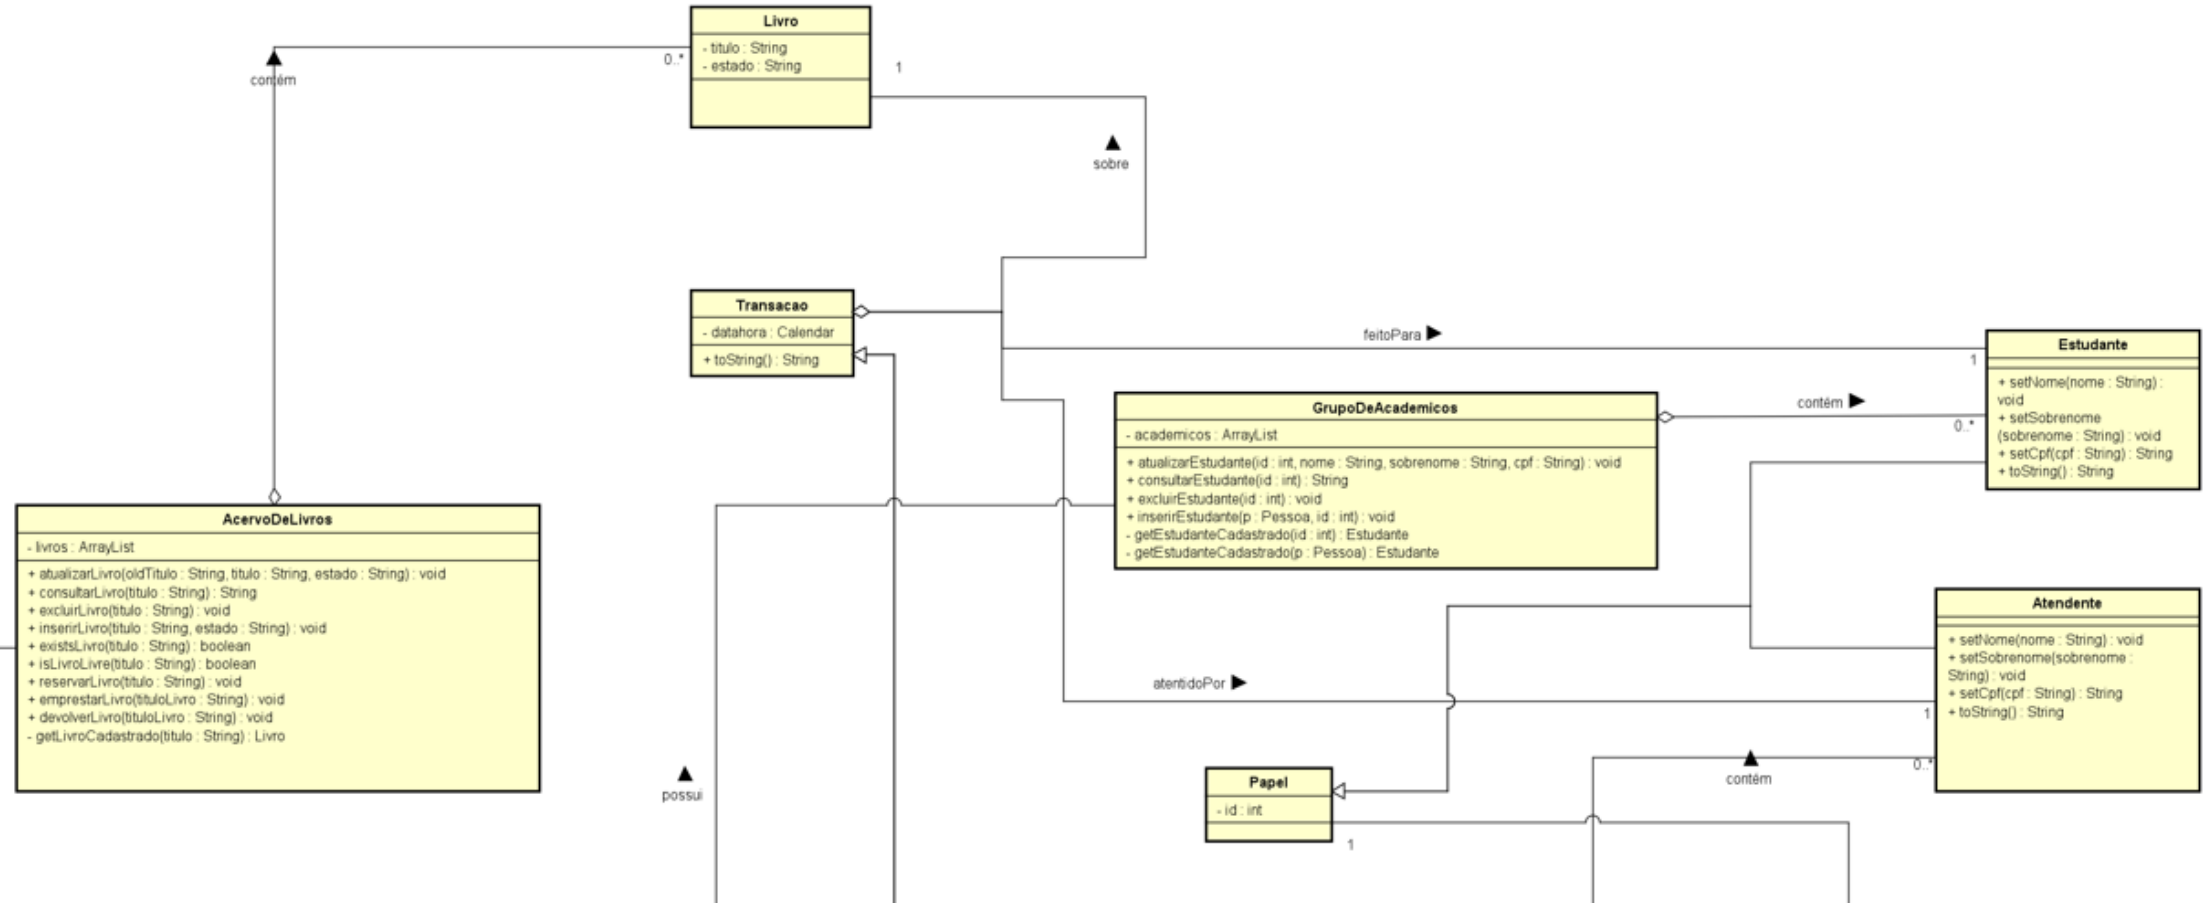 Livro
- titulo : String
- estado : String
0..*
1
contém
sobre
Transacao
- datahora : Calendar
+ toString() : String
feitoPara
1
Estudante
+ setNome(nome : String) :
void
+ setSobrenome
(sobrenome : String) : void
+ setCpf(cpf : String) : String
+ toString() : String
GrupoDeAcademicos
- academicos : ArrayList
+ atualizarEstudante(id : int, nome : String, sobrenome : String, cpf : String) : void
+ consultarEstudante(id : int) : String
+ excluirEstudante(id : int) : void
+ inserirEstudante(p : Pessoa, id : int) : void
- getEstudanteCadastrado(id : int) : Estudante
- getEstudanteCadastrado(p : Pessoa) : Estudante
contém
0..*
AcervoDeLivros
- livros : ArrayList
+ atualizarLivro(oldTitulo : String, titulo : String, estado : String) : void
+ consultarLivro(titulo : String) : String
+ excluirLivro(titulo : String) : void
+ inserirLivro(titulo : String, estado : String) : void
+ existsLivro(titulo : String) : boolean
+ isLivroLivre(titulo : String) : boolean
+ reservarLivro(titulo : String) : void
+ emprestarLivro(tituloLivro : String) : void
+ devolverLivro(tituloLivro : String) : void
- getLivroCadastrado(titulo : String) : Livro
Atendente
+ setNome(nome : String) : void
+ setSobrenome(sobrenome :
String) : void
+ setCpf(cpf : String) : String
+ toString() : String
atentidoPor
1
possui
Papel
- id : int
1
contém
0..*